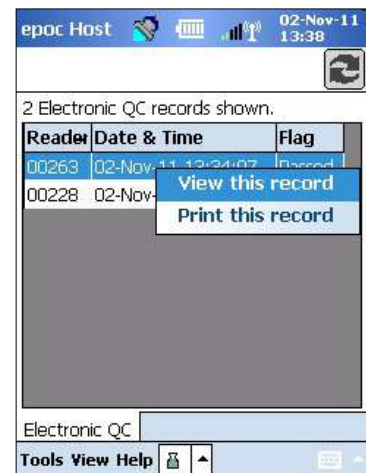 epoc Host 02-Nov-11
13:38
2 Electronic QC records shown.
Reader Date & Time Flag
00263 02-Nov-11 13:34:07 Passed
View this record
00228 02-Nov-
Print this record
Electronic QC
Tools View Help